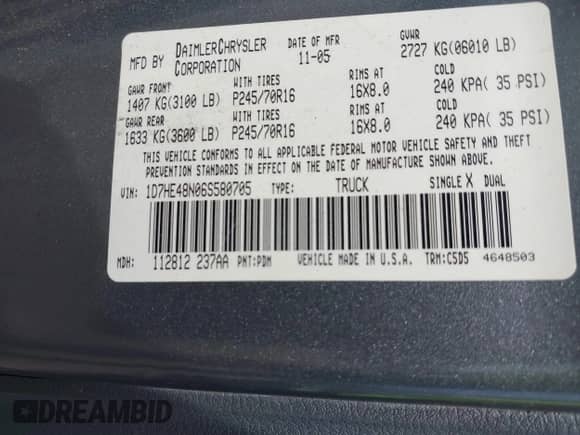 MFD BY DAIMLERCHRYSLER CORPORATION DATE OF MFR 11-05 GVWR 2727 KG(06010 LB)
GAWR FRONT WITH TIRES RIMS AT COLD
1407 KG(3100 LB) P245/70R16 16X8.0 240 KPA( 35 PSI)
GAWR REAR WITH TIRES RIMS AT COLD
1633 KG(3600 LB) P245/70R16 16X8.0 240 KPA( 35 PSI)
THIS VEHICLE CONFORMS TO ALL APPLICABLE FEDERAL MOTOR VEHICLE SAFETY AND THEFT
PREVENTION STANDARDS IN EFFECT ON THE DATE OF MANUFACTURE SHOWN ABOVE.
VIN: 1D7HE48N06S580705 TYPE: TRUCK SINGLE X DUAL
MDH: 112812 237AA PNT:PDM VEHICLE MADE IN U.S.A. TRM:C5D5 4648503
DREAMBID